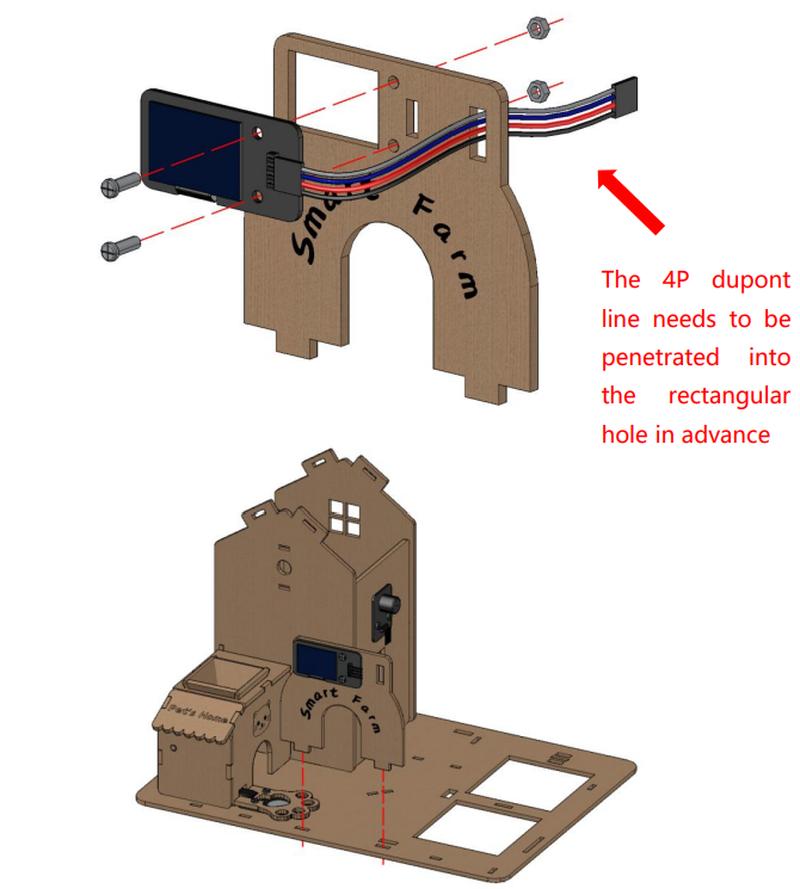 Smart Farm
The 4P dupont
line needs to be
penetrated into
the rectangular
hole in advance
Smart Farm
Pet's Home